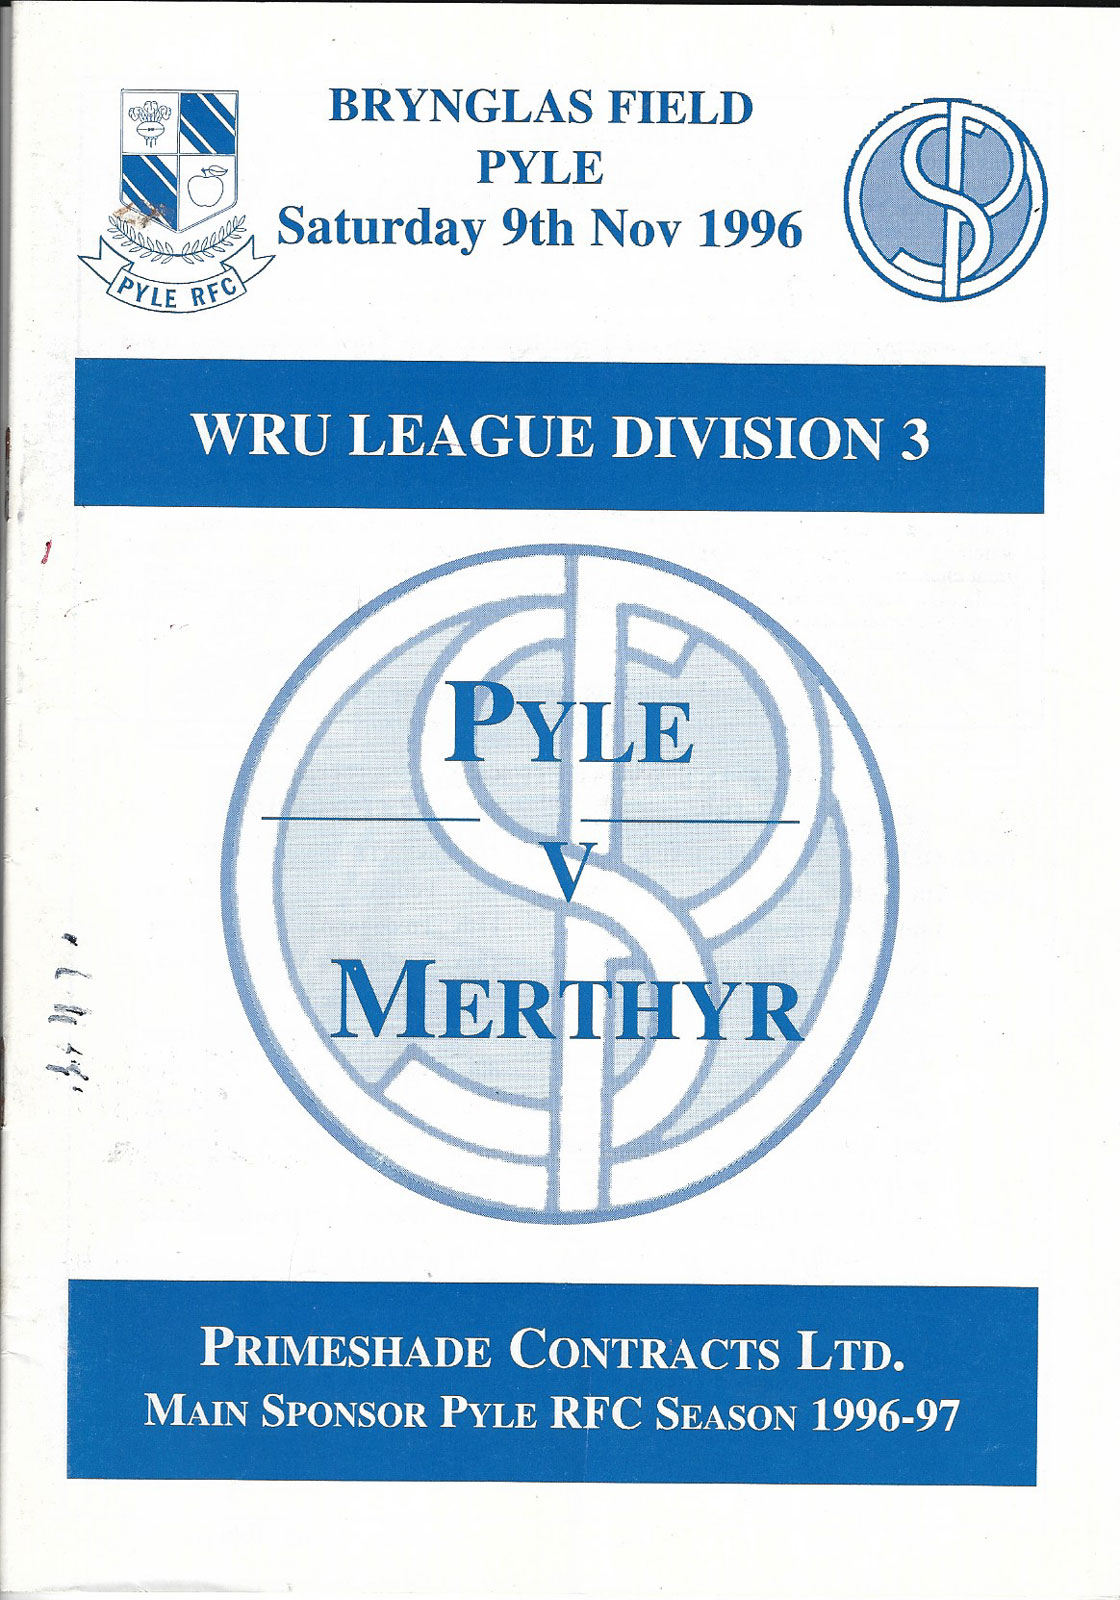 BRYNGLAS FIELD
PYLE
Saturday 9th Nov 1996
PYLE RFC
WRU LEAGUE DIVISION 3
PYLE
V
MERTHYR
PRIMESHADE CONTRACTS LTD.
MAIN SPONSOR PYLE RFC SEASON 1996-97